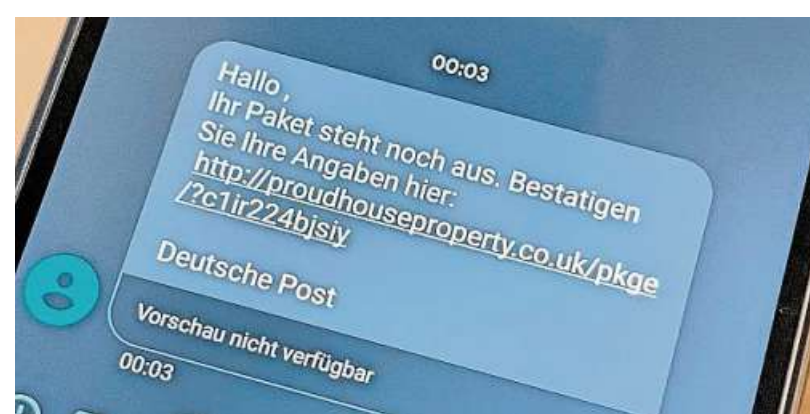 00:03
Hallo,
Ihr Paket steht noch aus. Bestatigen
Sie Ihre Angaben hier:
http://proudhouseproperty.co.uk/pkge
/?c1ir224bjsiy
Deutsche Post
Vorschau nicht verfügbar
00:03